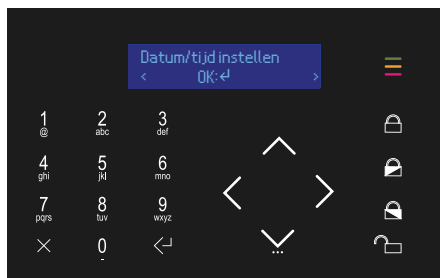 Datum/tijd instellen
< OK:↵ >
1 2 3
@ abc def
4 5 6
ghi jkl mno
7 8 9
pqrs tuv wxyz
0
-